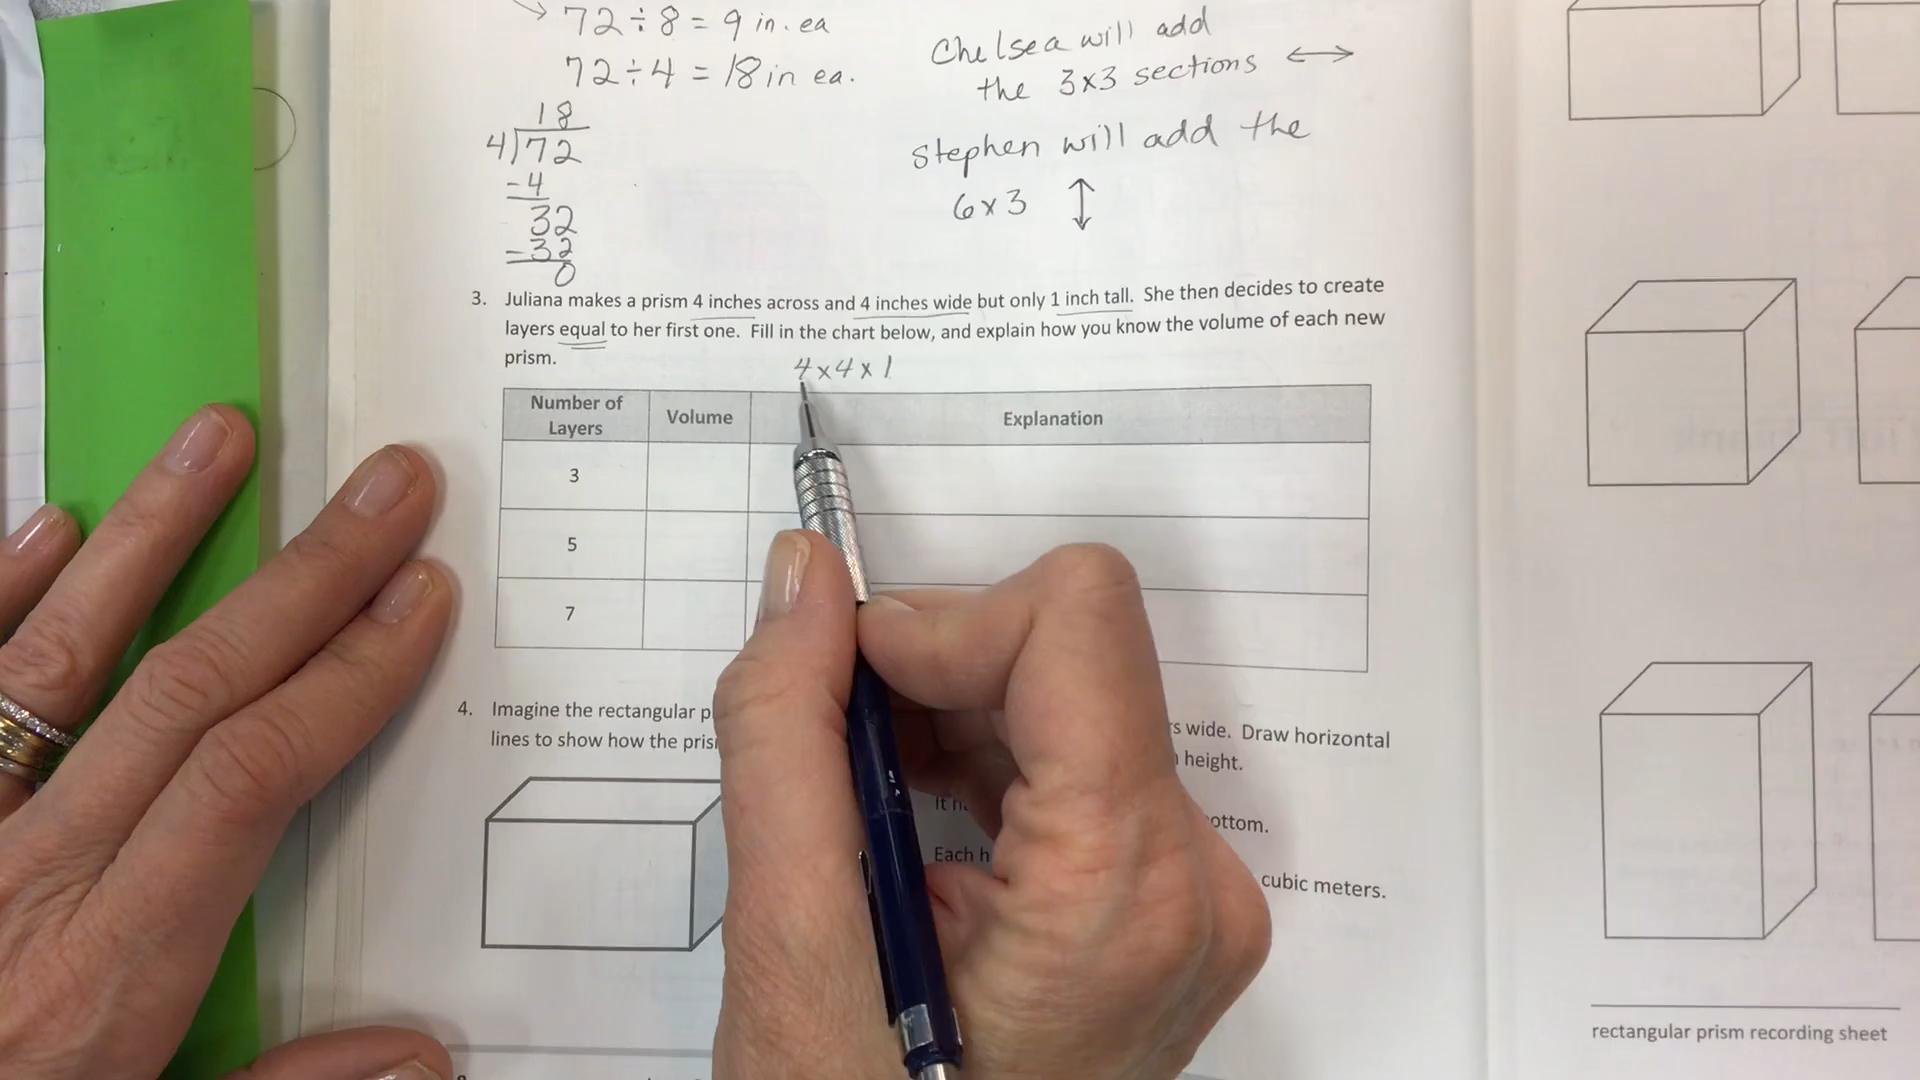 72 ÷ 8 = 9 in. ea
72 ÷ 4 = 18 in ea.
18
4)72
-4
32
-32
0
Chelsea will add
the 3x3 sections ↔
Stephen will add the
6x3 ↕
3. Juliana makes a prism 4 inches across and 4 inches wide but only 1 inch tall. She then decides to create
layers equal to her first one. Fill in the chart below, and explain how you know the volume of each new
prism.
4 x 4 x 1
Number of Layers Volume Explanation
3
5
7
4. Imagine the rectangular wide. Draw horizontal
lines to show how the height.
It
Each
cubic meters.
rectangular prism recording sheet